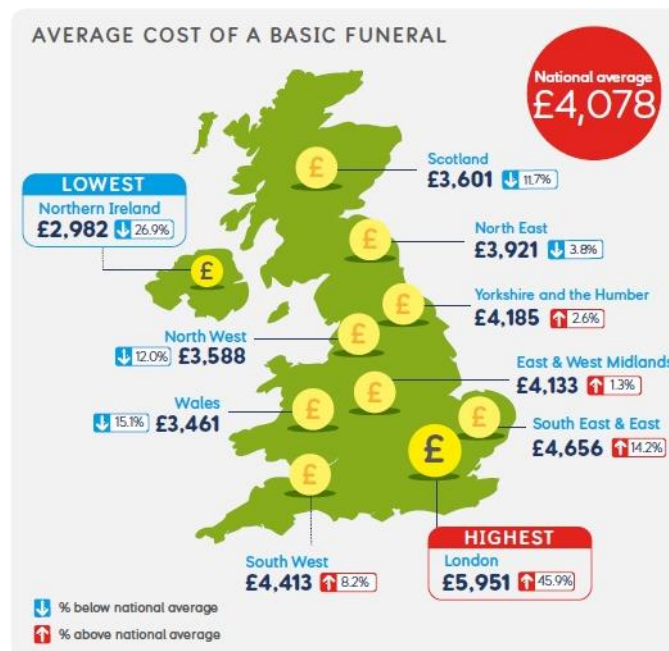 AVERAGE COST OF A BASIC FUNERAL
National average
£4,078
Scotland
£3,601 11.7%
LOWEST
Northern Ireland
£2,982 26.9%
North East
£3,921 3.8%
£
£
£
Yorkshire and the Humber
£4,185 2.6%
£
North West
12.0% £3,588
£
East & West Midlands
£4,133 1.3%
£
Wales
15.1% £3,461
£
South East & East
£4,656 14.2%
£
£
£
HIGHEST
London
£5,951 45.9%
South West
£4,413 8.2%
% below national average
% above national average